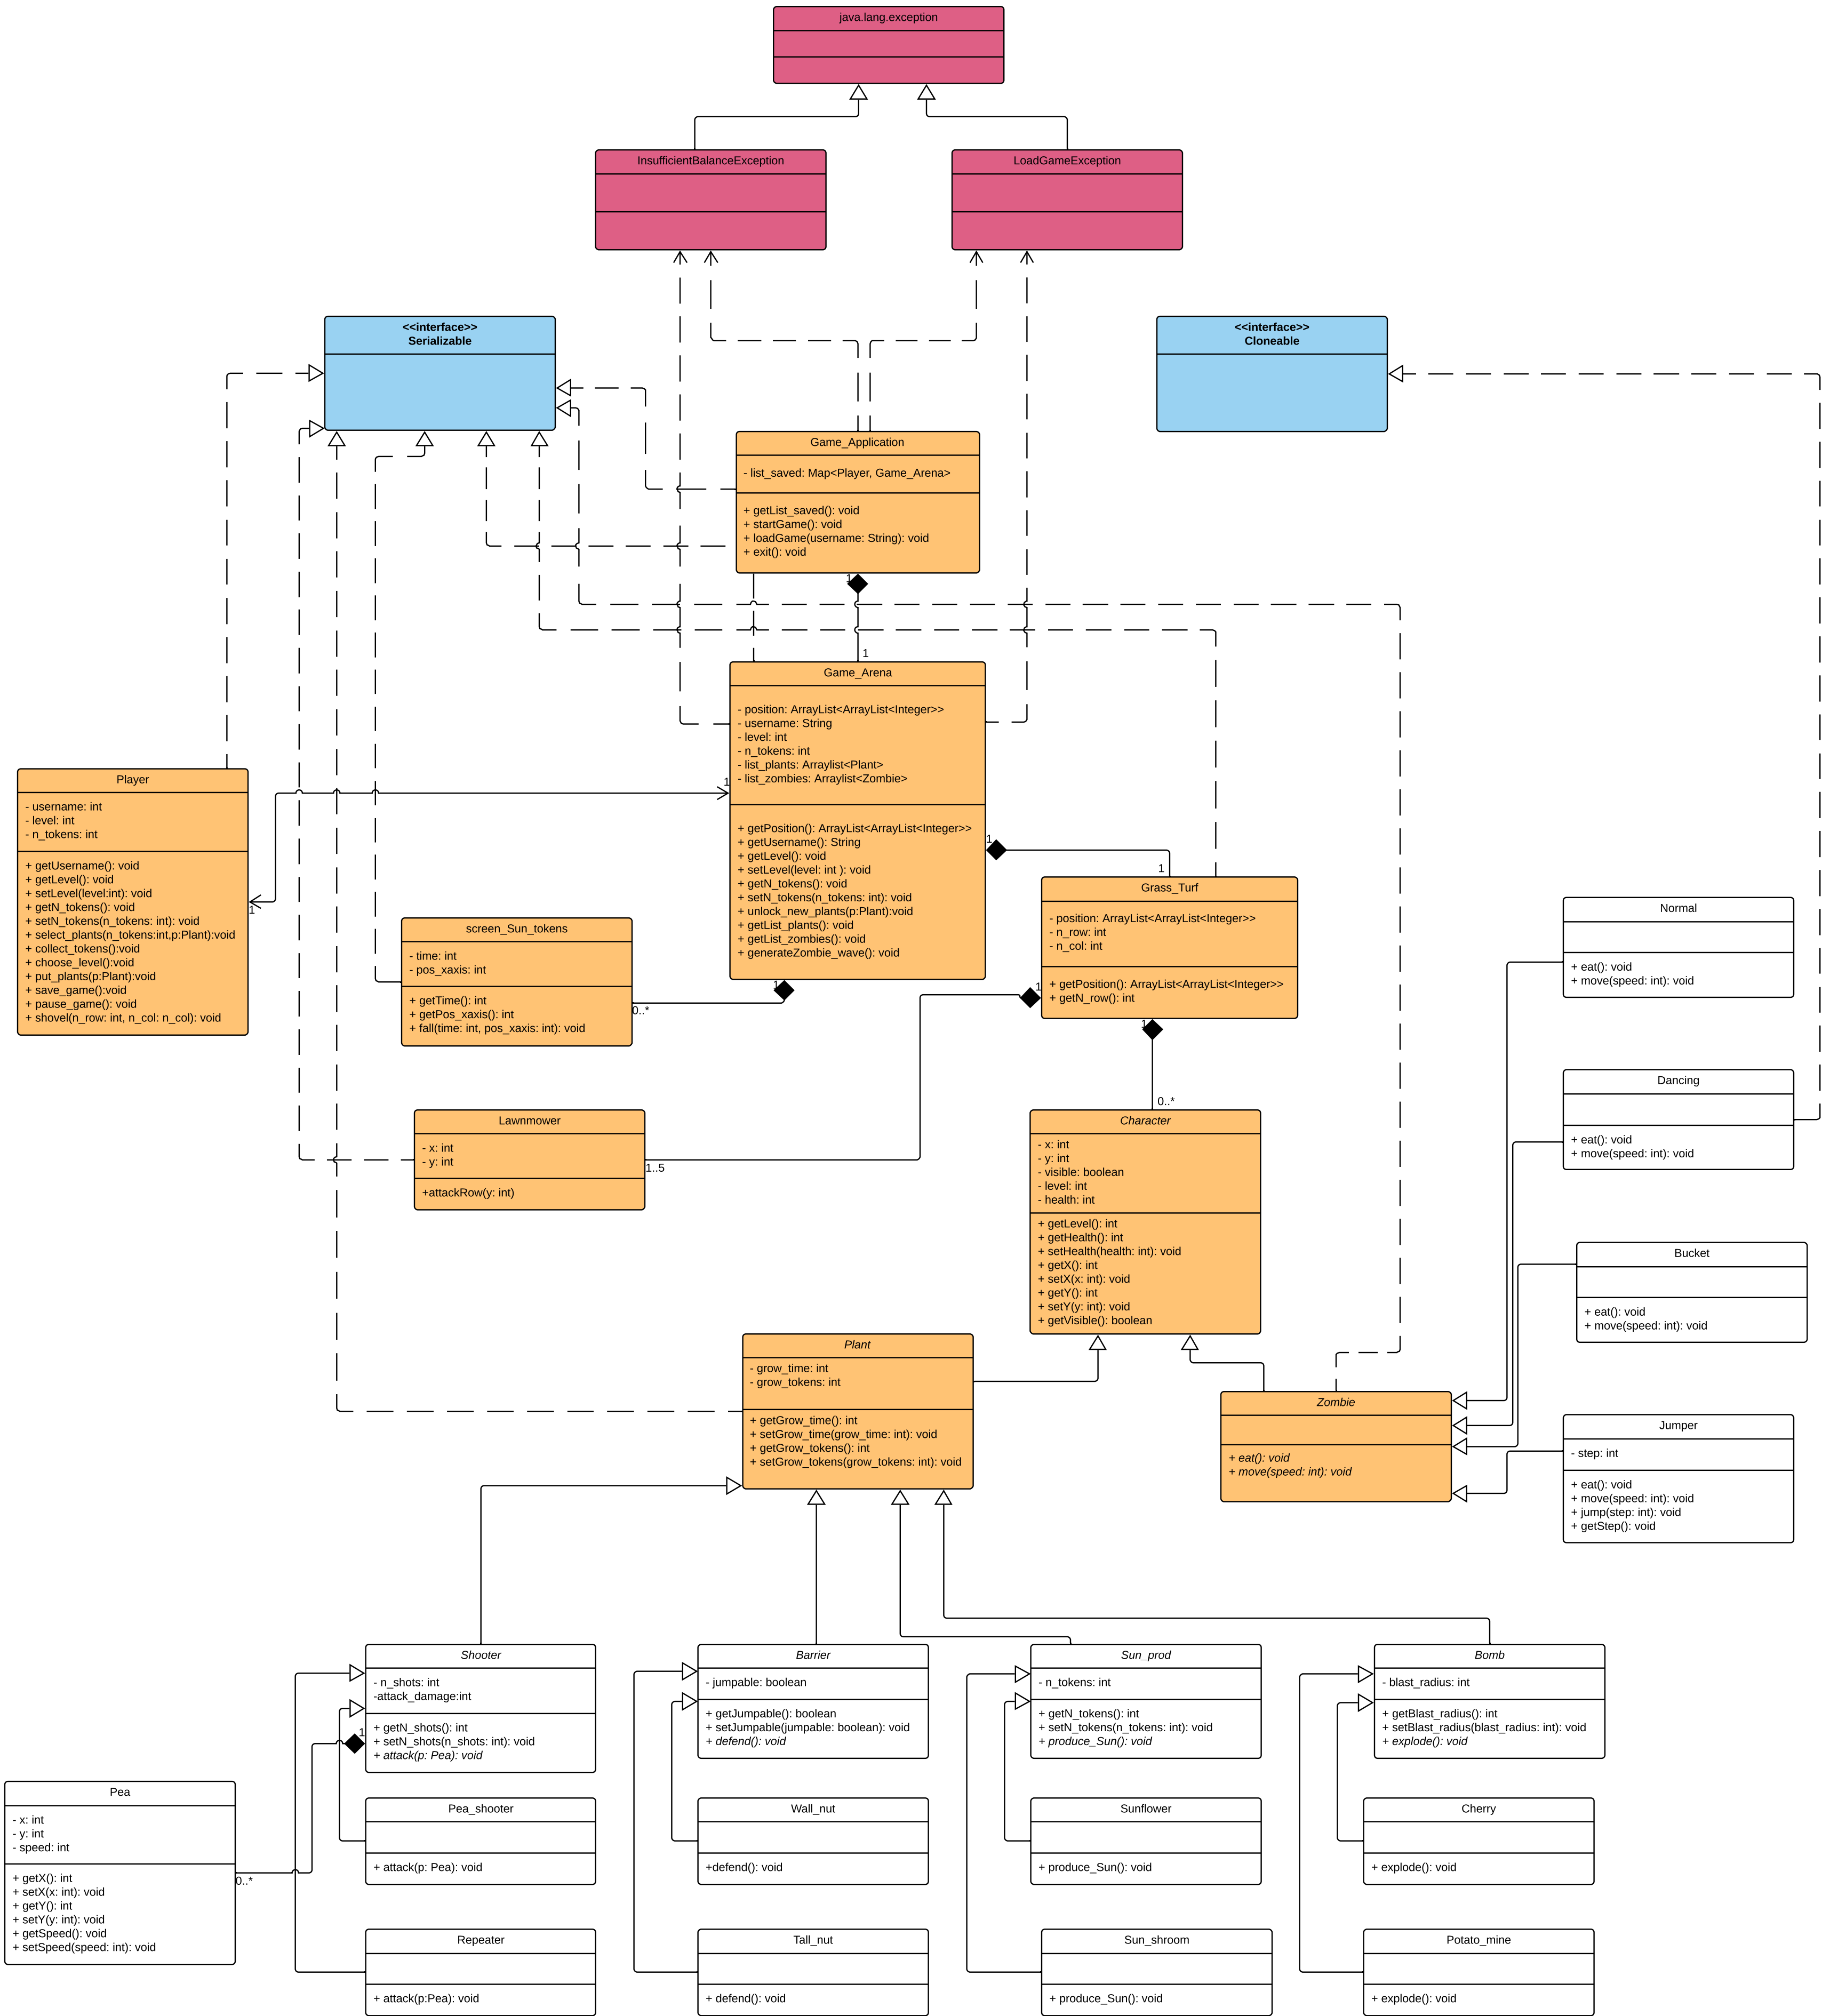 java.lang.exception
InsufficientBalanceException
LoadGameException
<<interface>>
Serializable
<<interface>>
Cloneable
Game_Application
- list_saved: Map<Player, Game_Arena>
+ getList_saved(): void
+ startGame(): void
+ loadGame(username: String): void
+ exit(): void
1
1
Game_Arena
- position: ArrayList<ArrayList<Integer>>
- username: String
- level: int
- n_tokens: int
- list_plants: Arraylist<Plant>
- list_zombies: Arraylist<Zombie>
+ getPosition(): ArrayList<ArrayList<Integer>>
+ getUsername(): String
+ getLevel(): void
+ setLevel(level: int ): void
+ getN_tokens(): void
+ setN_tokens(n_tokens: int): void
+ unlock_new_plants(p:Plant):void
+ getList_plants(): void
+ getList_zombies(): void
+ generateZombie_wave(): void
1
1
1
1
Player
- username: int
- level: int
- n_tokens: int
+ getUsername(): void
+ getLevel(): void
+ setLevel(level:int): void
+ getN_tokens(): void
+ setN_tokens(n_tokens: int): void
+ select_plants(n_tokens:int,p:Plant):void
+ collect_tokens():void
+ choose_level():void
+ put_plants(p:Plant):void
+ save_game():void
+ pause_game(): void
+ shovel(n_row: int, n_col: n_col): void
1
screen_Sun_tokens
- time: int
- pos_xaxis: int
+ getTime(): int
+ getPos_xaxis(): int
+ fall(time: int, pos_xaxis: int): void
0..*
Grass_Turf
- position: ArrayList<ArrayList<Integer>>
- n_row: int
- n_col: int
+ getPosition(): ArrayList<ArrayList<Integer>>
+ getN_row(): int
1
1
0..*
Normal
+ eat(): void
+ move(speed: int): void
Dancing
+ eat(): void
+ move(speed: int): void
Lawnmower
- x: int
- y: int
+attackRow(y: int)
1..5
Character
- x: int
- y: int
- visible: boolean
- level: int
- health: int
+ getLevel(): int
+ getHealth(): int
+ setHealth(health: int): void
+ getX(): int
+ setX(x: int): void
+ getY(): int
+ setY(y: int): void
+ getVisible(): boolean
Bucket
+ eat(): void
+ move(speed: int): void
Plant
- grow_time: int
- grow_tokens: int
+ getGrow_time(): int
+ setGrow_time(grow_time: int): void
+ getGrow_tokens(): int
+ setGrow_tokens(grow_tokens: int): void
Zombie
+ eat(): void
+ move(speed: int): void
Jumper
- step: int
+ eat(): void
+ move(speed: int): void
+ jump(step: int): void
+ getStep(): void
Shooter
- n_shots: int
-attack_damage:int
+ getN_shots(): int
+ setN_shots(n_shots: int): void
+ attack(p: Pea): void
1
Barrier
- jumpable: boolean
+ getJumpable(): boolean
+ setJumpable(jumpable: boolean): void
+ defend(): void
Sun_prod
- n_tokens: int
+ getN_tokens(): int
+ setN_tokens(n_tokens: int): void
+ produce_Sun(): void
Bomb
- blast_radius: int
+ getBlast_radius(): int
+ setBlast_radius(blast_radius: int): void
+ explode(): void
Pea
- x: int
- y: int
- speed: int
+ getX(): int
+ setX(x: int): void
+ getY(): int
+ setY(y: int): void
+ getSpeed(): void
+ setSpeed(speed: int): void
0..*
Pea_shooter
+ attack(p: Pea): void
Wall_nut
+defend(): void
Sunflower
+ produce_Sun(): void
Cherry
+ explode(): void
Repeater
+ attack(p:Pea): void
Tall_nut
+ defend(): void
Sun_shroom
+ produce_Sun(): void
Potato_mine
+ explode(): void